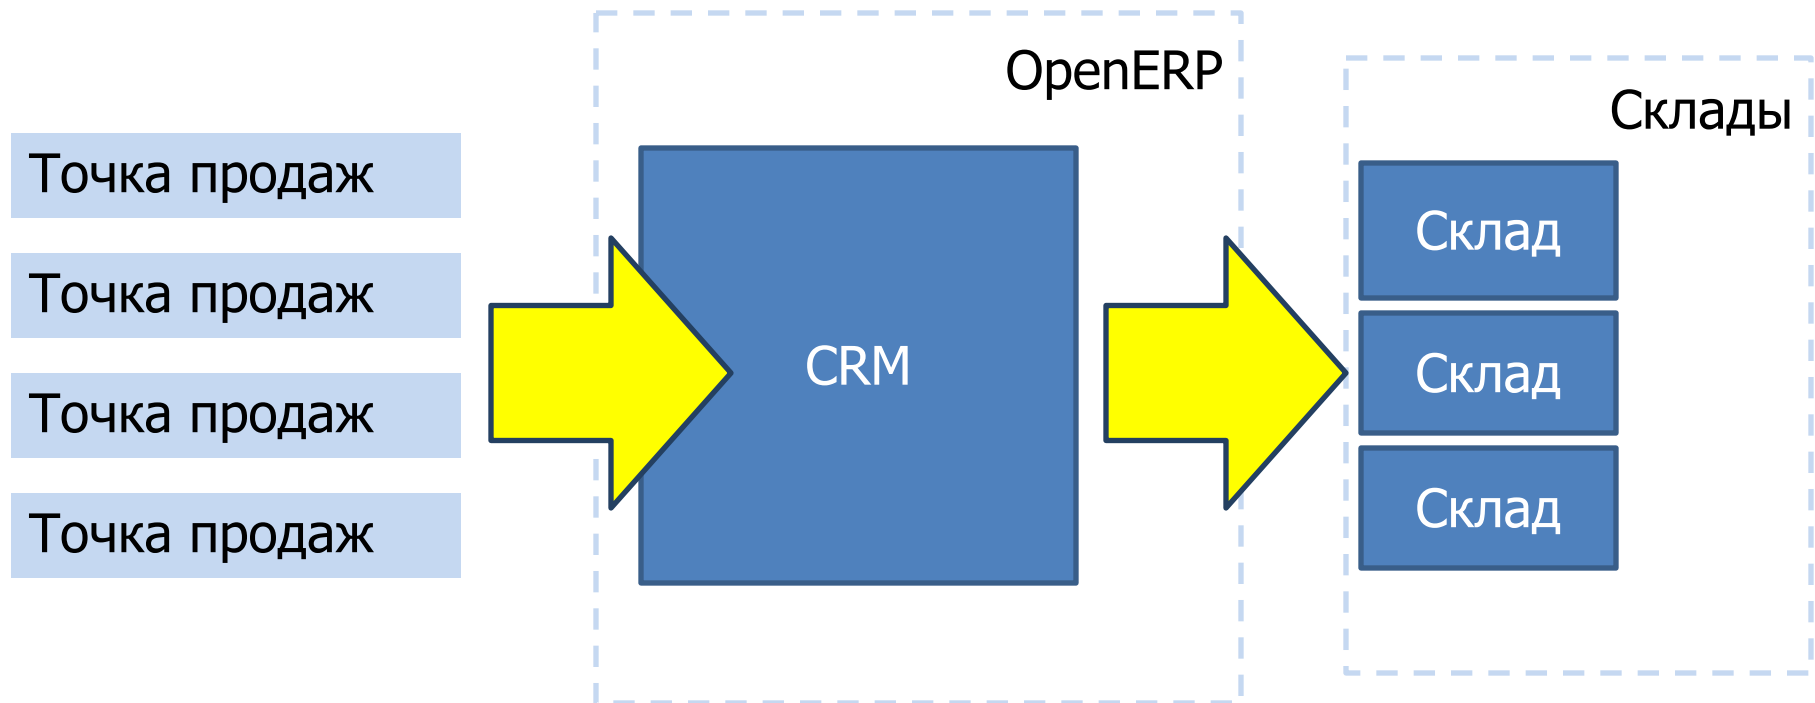 Точка продаж
Точка продаж
Точка продаж
Точка продаж
OpenERP
CRM
Склады
Склад
Склад
Склад